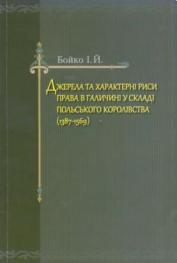 Бойко І. Й.
ДЖЕРЕЛА ТА ХАРАКТЕРНІ РИСИ
ПРАВА В ГАЛИЧИНІ У СКЛАДІ
ПОЛЬСЬКОГО КОРОЛІВСТВА
(1387-1569)